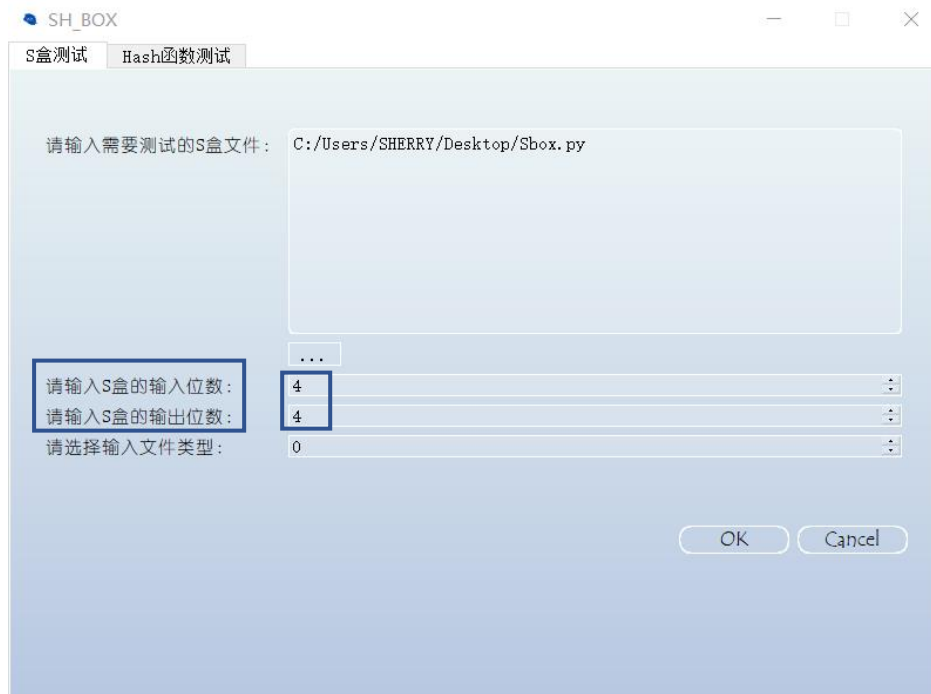 SH_BOX
S盒测试 Hash函数测试
请输入需要测试的S盒文件: C:/Users/SHERRY/Desktop/Sbox.py
...
请输入S盒的输入位数: 4
请输入S盒的输出位数: 4
请选择输入文件类型: 0
OK Cancel